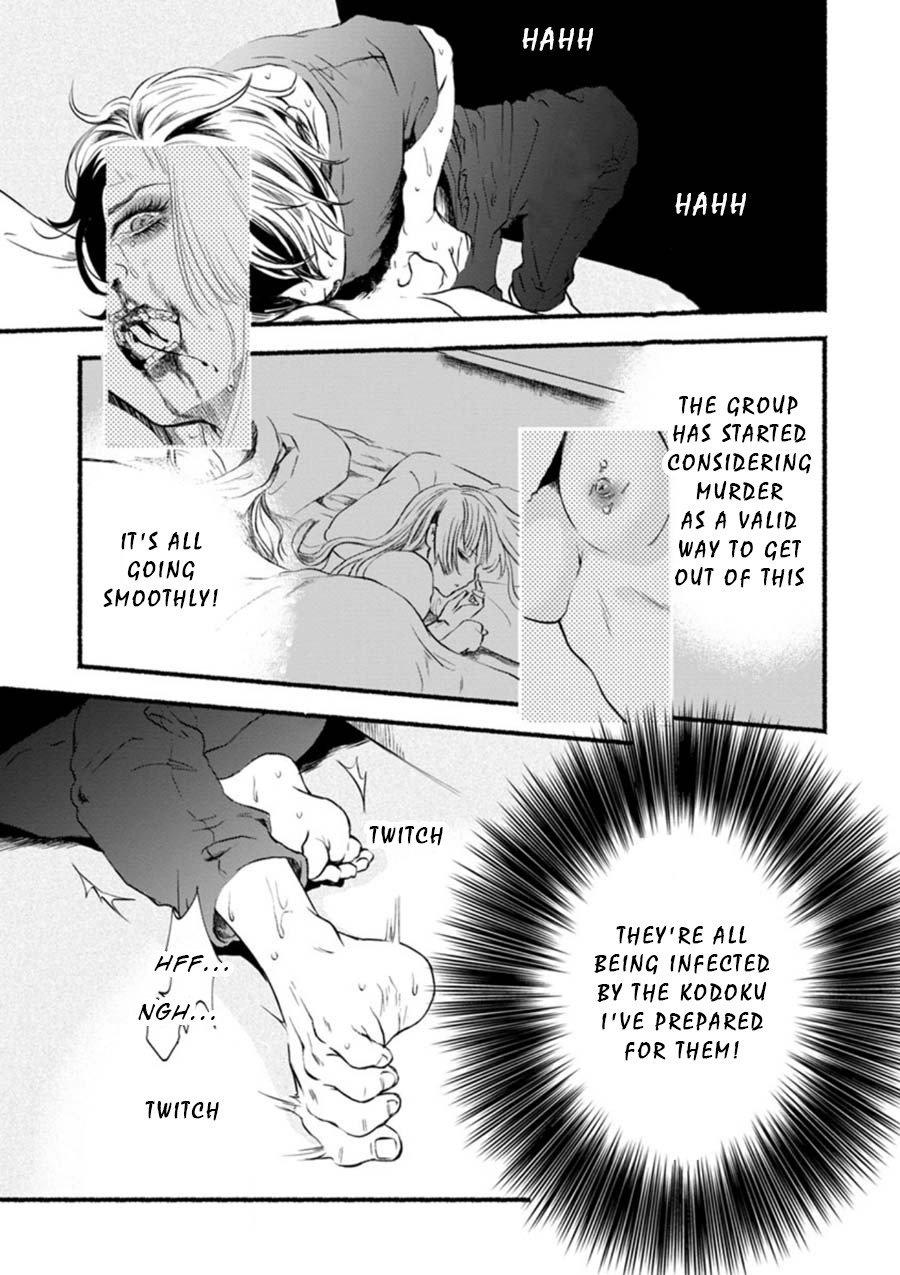 HAHH
HAHH
THE GROUP
HAS STARTED
CONSIDERING
MURDER
AS A VALID
WAY TO GET
OUT OF THIS
IT'S ALL
GOING
SMOOTHLY!
TWITCH
HFF...
NGH...
TWITCH
THEY'RE ALL
BEING INFECTED
BY THE KODOKU
I'VE PREPARED
FOR THEM!